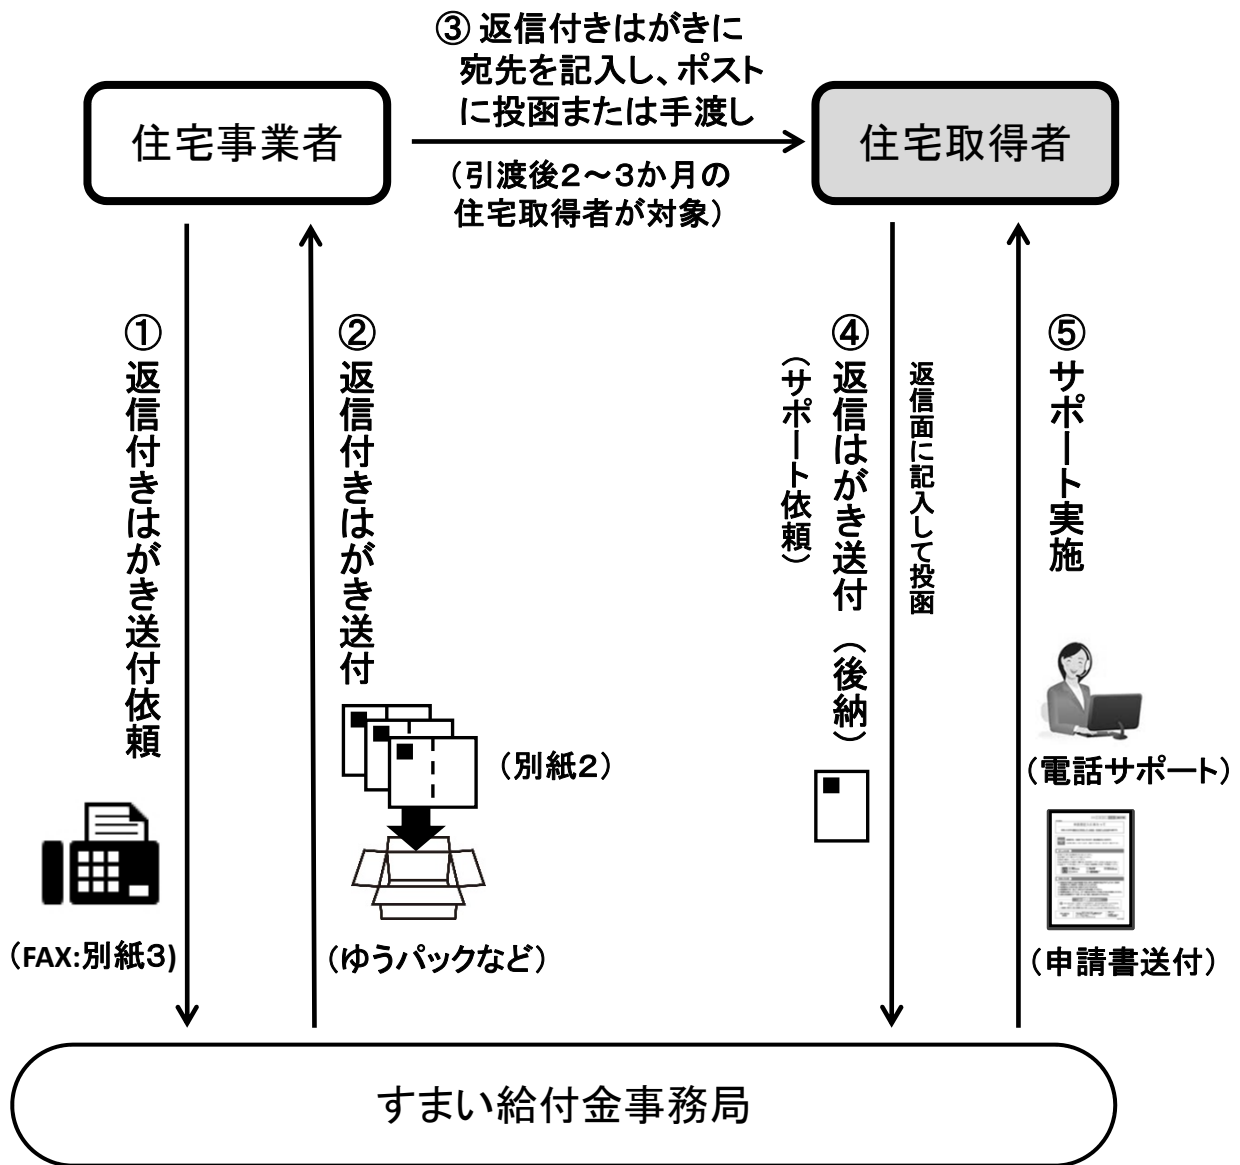 ③ 返信付きはがきに
宛先を記入し、ポスト
に投函または手渡し
住宅事業者
住宅取得者
（引渡後2～3か月の
住宅取得者が対象）
①返信付きはがき送付依頼
（FAX:別紙3）
②返信付きはがき送付
（別紙2）
（ゆうパックなど）
④返信はがき送付（後納）
（サポート依頼）
返信面に記入して投函
⑤サポート実施
（電話サポート）
（申請書送付）
すまい給付金事務局